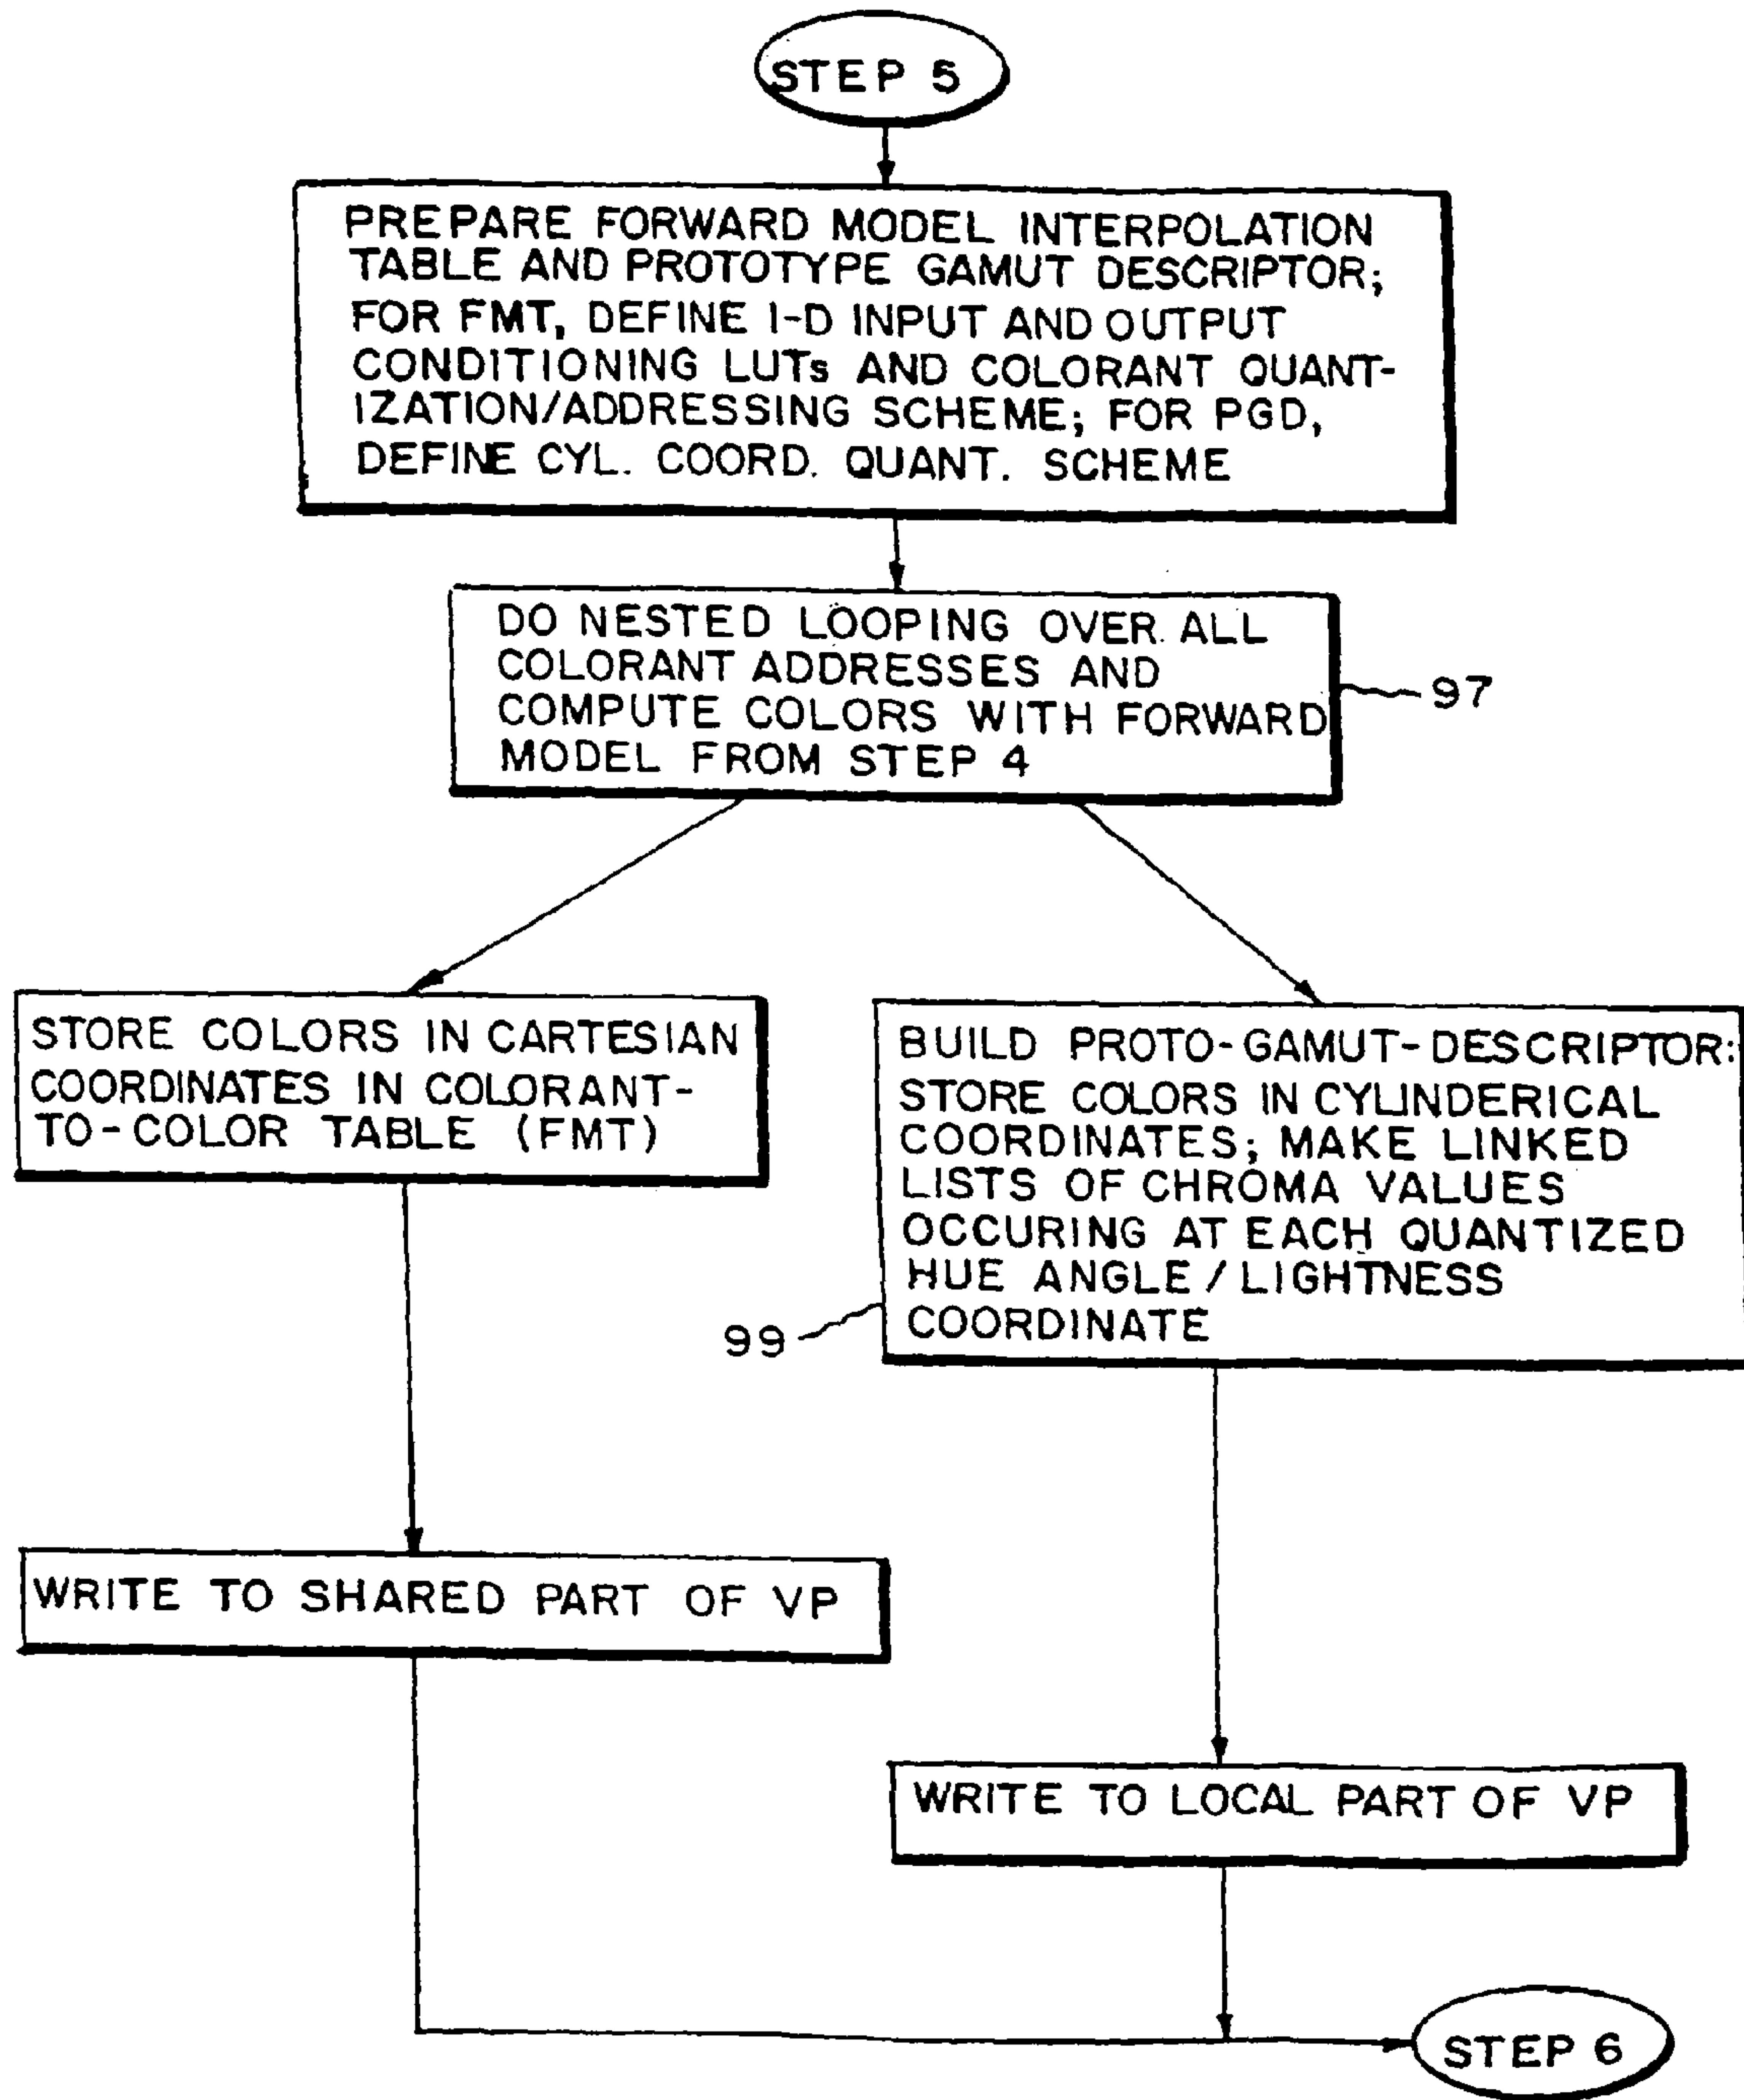 STEP 5
PREPARE FORWARD MODEL INTERPOLATION
TABLE AND PROTOTYPE GAMUT DESCRIPTOR;
FOR FMT, DEFINE 1-D INPUT AND OUTPUT
CONDITIONING LUTs AND COLORANT QUANT-
IZATION/ADDRESSING SCHEME; FOR PGD,
DEFINE CYL. COORD. QUANT. SCHEME
DO NESTED LOOPING OVER ALL
COLORANT ADDRESSES AND
COMPUTE COLORS WITH FORWARD
MODEL FROM STEP 4
97
STORE COLORS IN CARTESIAN
COORDINATES IN COLORANT-
TO-COLOR TABLE (FMT)
BUILD PROTO-GAMUT-DESCRIPTOR:
STORE COLORS IN CYLINDERICAL
COORDINATES; MAKE LINKED
LISTS OF CHROMA VALUES
OCCURING AT EACH QUANTIZED
HUE ANGLE / LIGHTNESS
COORDINATE
99
WRITE TO SHARED PART OF VP
WRITE TO LOCAL PART OF VP
STEP 6